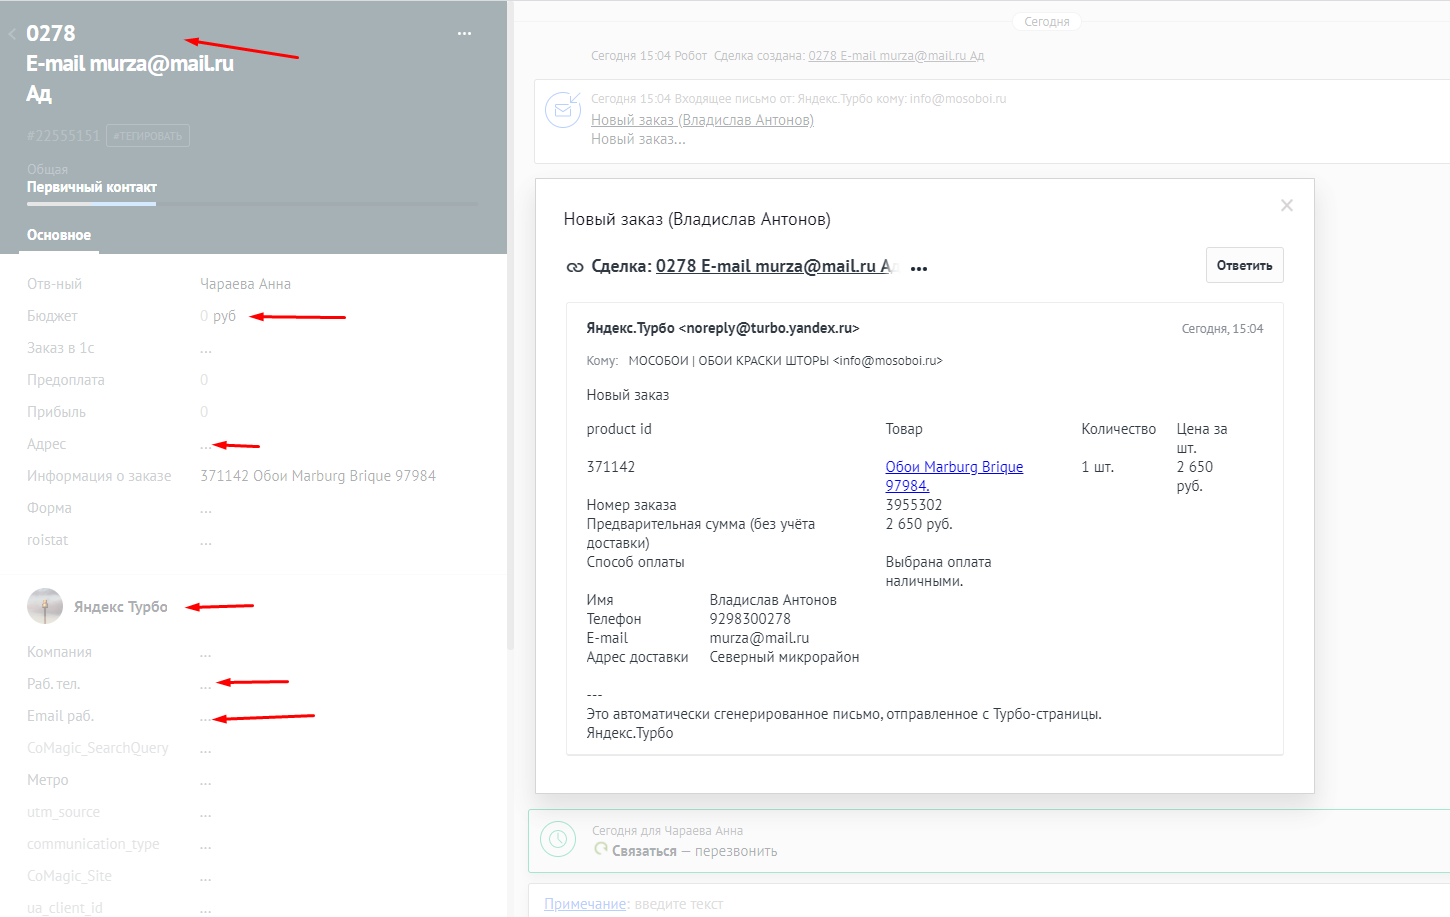 0278
E-mail murza@mail.ru
Ад
#22555151 #ТЕГИРОВАТЬ
Общая
Первичный контакт
Основное
Отв-ный Чараева Анна
Бюджет 0 руб
Заказ в 1с ...
Предоплата 0
Прибыль 0
Адрес ...
Информация о заказе 371142 Обои Marburg Brique 97984
Форма ...
roistat ...
Яндекс Турбо
Компания ...
Раб. тел. ...
Email раб. ...
CoMagic_SearchQuery ...
Метро ...
utm_source ...
communication_type ...
CoMagic_Site ...
ua_client_id ...
Сегодня
Сегодня 15:04 Робот Сделка создана: 0278 E-mail murza@mail.ru Ад
Сегодня 15:04 Входящее письмо от: Яндекс.Турбо кому: info@mosoboi.ru
Новый заказ (Владислав Антонов)
Новый заказ...
Новый заказ (Владислав Антонов)
Сделка: 0278 E-mail murza@mail.ru Ад ...
Ответить
Яндекс.Турбо <noreply@turbo.yandex.ru> Сегодня, 15:04
Кому: МОСОБОИ | ОБОИ КРАСКИ ШТОРЫ <info@mosoboi.ru>
Новый заказ
product id Товар Количество Цена за
шт.
371142 Обои Marburg Brique 1 шт. 2 650
97984. руб.
Номер заказа 3955302
Предварительная сумма (без учёта 2 650 руб.
доставки)
Способ оплаты Выбрана оплата
наличными.
Имя Владислав Антонов
Телефон 9298300278
E-mail murza@mail.ru
Адрес доставки Северный микрорайон
---
Это автоматически сгенерированное письмо, отправленное с Турбо-страницы.
Яндекс.Турбо
Сегодня для Чараева Анна
Связаться — перезвонить
Примечание: введите текст